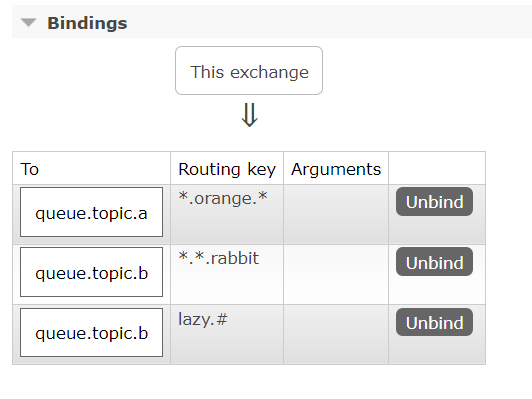 Bindings
This exchange
⇓
To Routing key Arguments
queue.topic.a *.orange.* Unbind
queue.topic.b *.*.rabbit Unbind
queue.topic.b lazy.# Unbind